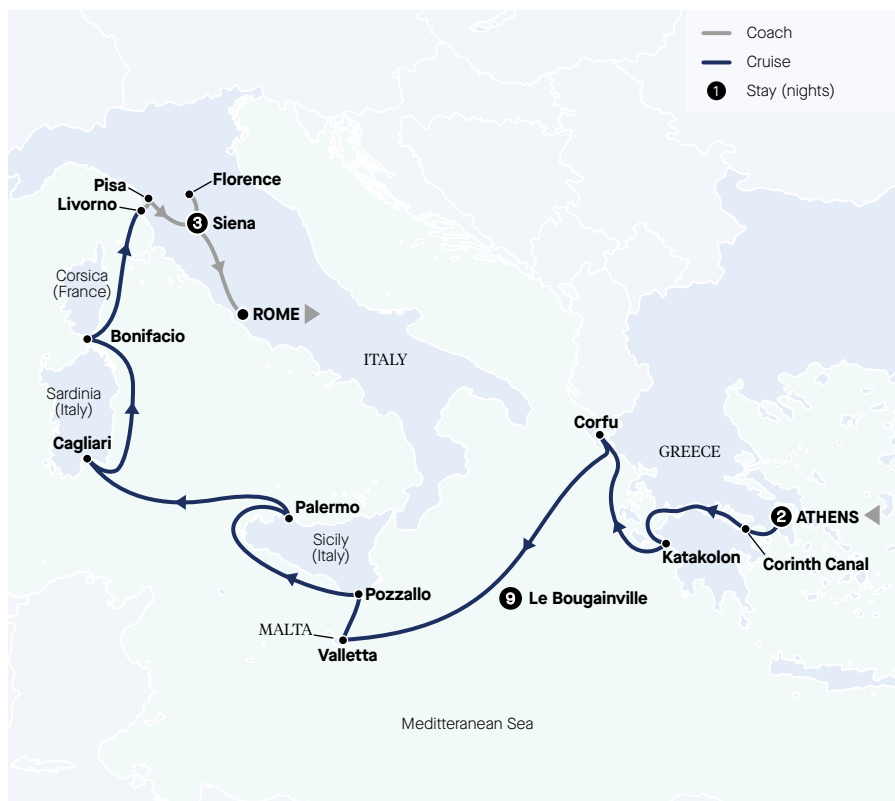 Coach
Cruise
1 Stay (nights)
Pisa
Florence
Livorno
3 Siena
Corsica
(France)
ROME
Bonifacio
ITALY
Sardinia
(Italy)
Corfu
Cagliari
GREECE
Palermo
2 ATHENS
Sicily
(Italy)
Katakolon
Corinth Canal
Pozzallo
9 Le Bougainville
MALTA
Valletta
Meditteranean Sea